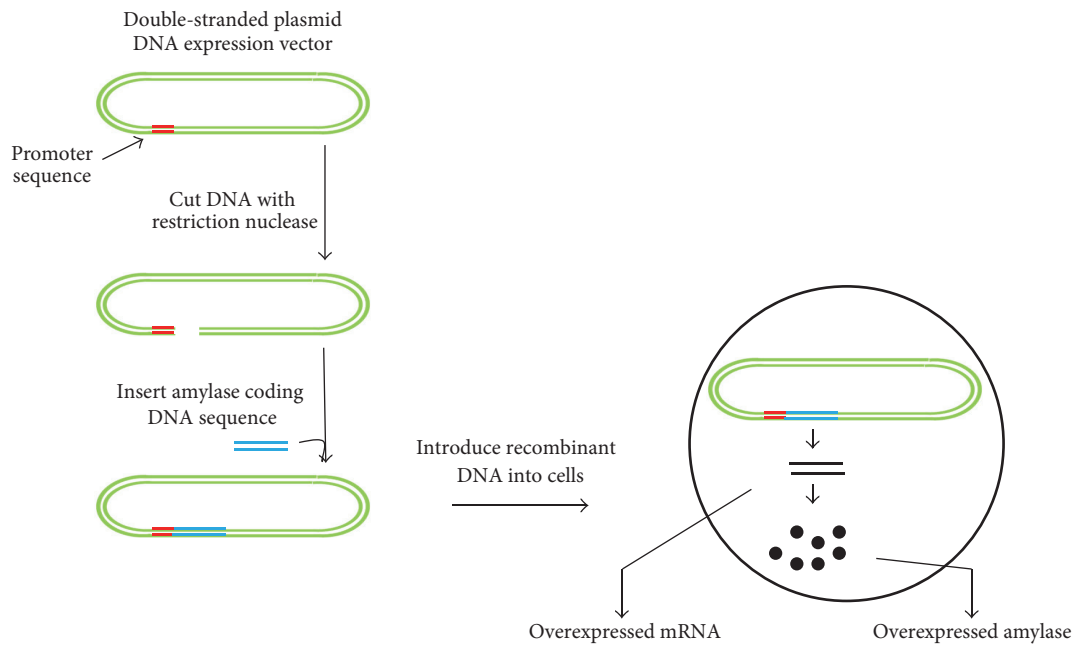 Double-stranded plasmid
DNA expression vector
Promoter
sequence
Cut DNA with
restriction nuclease
Insert amylase coding
DNA sequence
Introduce recombinant
DNA into cells
Overexpressed mRNA
Overexpressed amylase